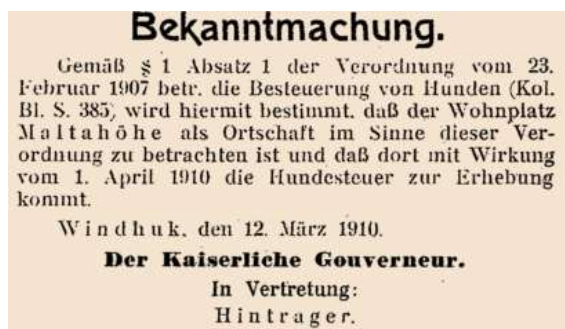 Bekanntmachung.
Gemäß § 1 Absatz 1 der Verordnung vom 23.
Februar 1907 betr. die Besteuerung von Hunden (Kol.
Bl. S. 385) wird hiermit bestimmt, daß der Wohnplatz
Maltahöhe als Ortschaft im Sinne dieser Ver-
ordnung zu betrachten ist und daß dort mit Wirkung
vom 1. April 1910 die Hundesteuer zur Erhebung
kommt.
Windhuk, den 12. März 1910.
Der Kaiserliche Gouverneur.
In Vertretung:
Hintrager.